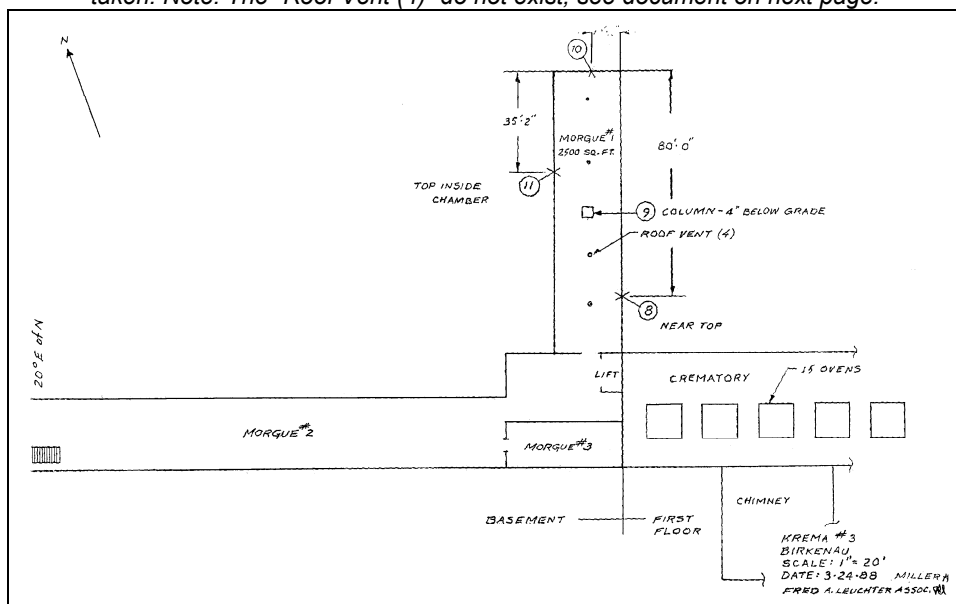 taken. Note: The "Roof Vent (4)" do not exist, see document on next page.
N
10
35'-2"
MORGUE #1
2500 SQ. FT.
80'-0"
TOP INSIDE
CHAMBER
11
9 COLUMN - 4" BELOW GRADE
ROOF VENT (4)
8
NEAR TOP
20° E of N
LIFT
CREMATORY
15 OVENS
MORGUE #2
MORGUE #3
CHIMNEY
BASEMENT
FIRST
FLOOR
KREMA #3
BIRKENAU
SCALE: 1" = 20'
DATE: 3-24-88 MILLER
FRED A. LEUCHTER ASSOC.